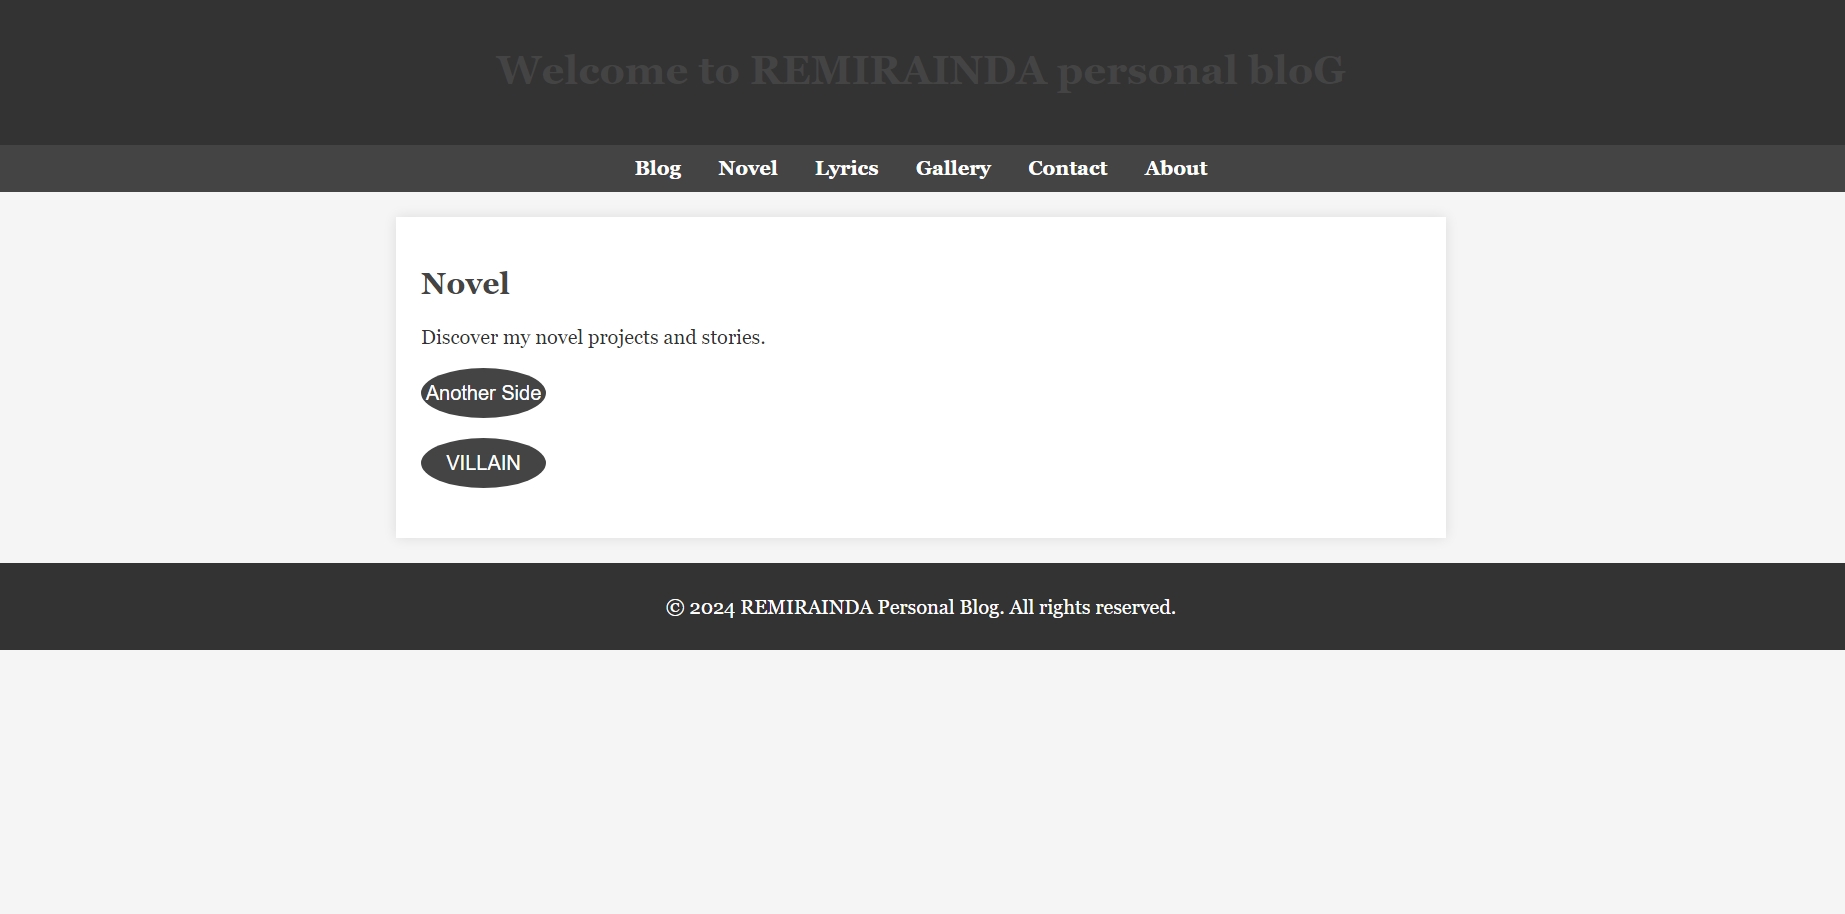 Welcome to REMIRAINDA personal bloG
Blog Novel Lyrics Gallery Contact About
Novel
Discover my novel projects and stories.
Another Side
VILLAIN
© 2024 REMIRAINDA Personal Blog. All rights reserved.